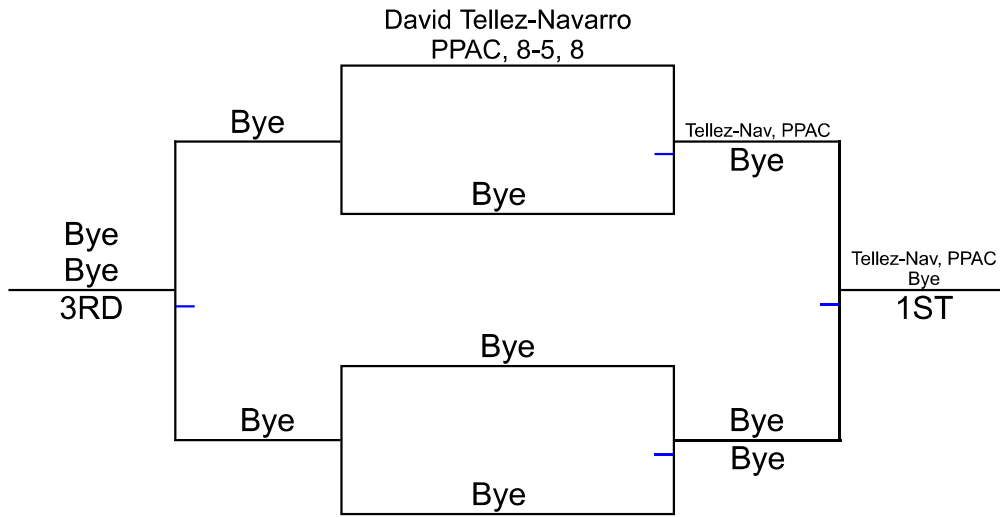 David Tellez-Navarro
PPAC, 8-5, 8
Bye
Tellez-Nav, PPAC
Bye
Bye
Bye
Bye
3RD
Tellez-Nav, PPAC
Bye
1ST
Bye
Bye
Bye
Bye
Bye